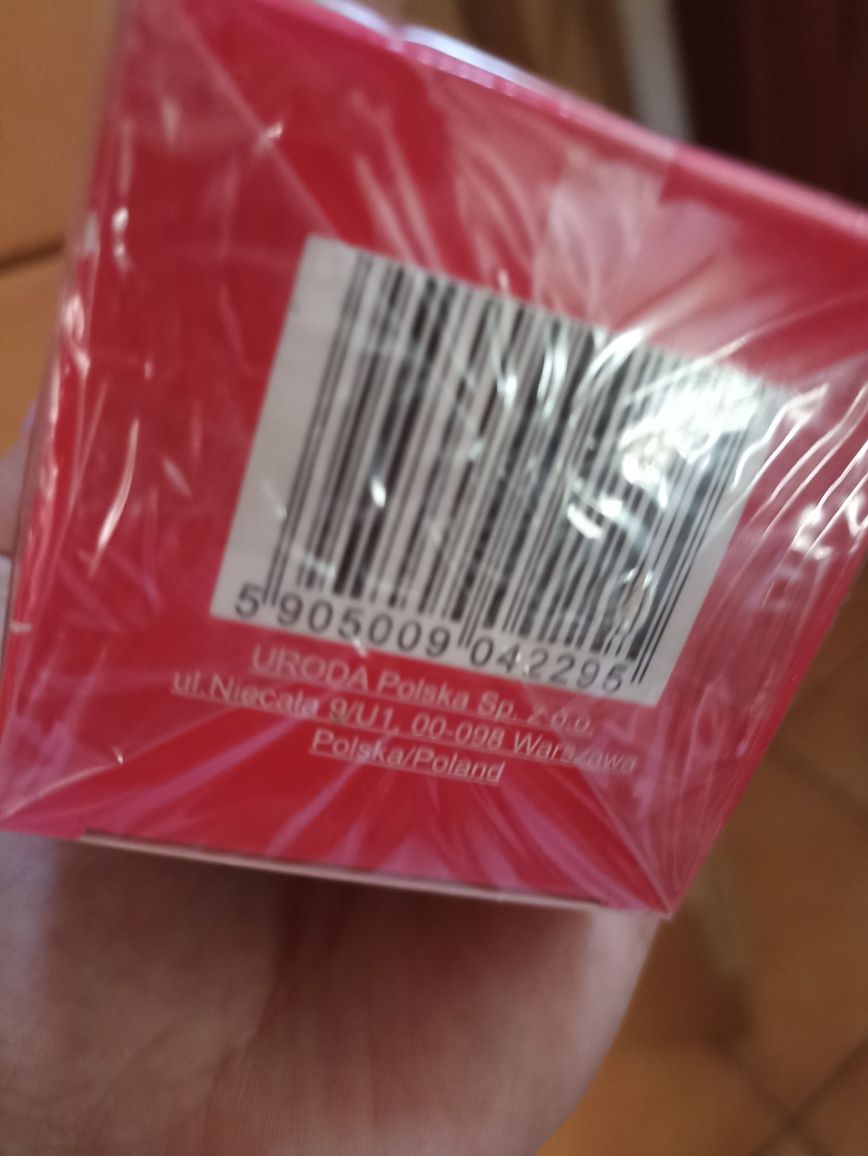 5 905009 042295
URODA Polska Sp. z o.o.
ul. Niecała 9/U1, 00-098 Warszawa
Polska/Poland